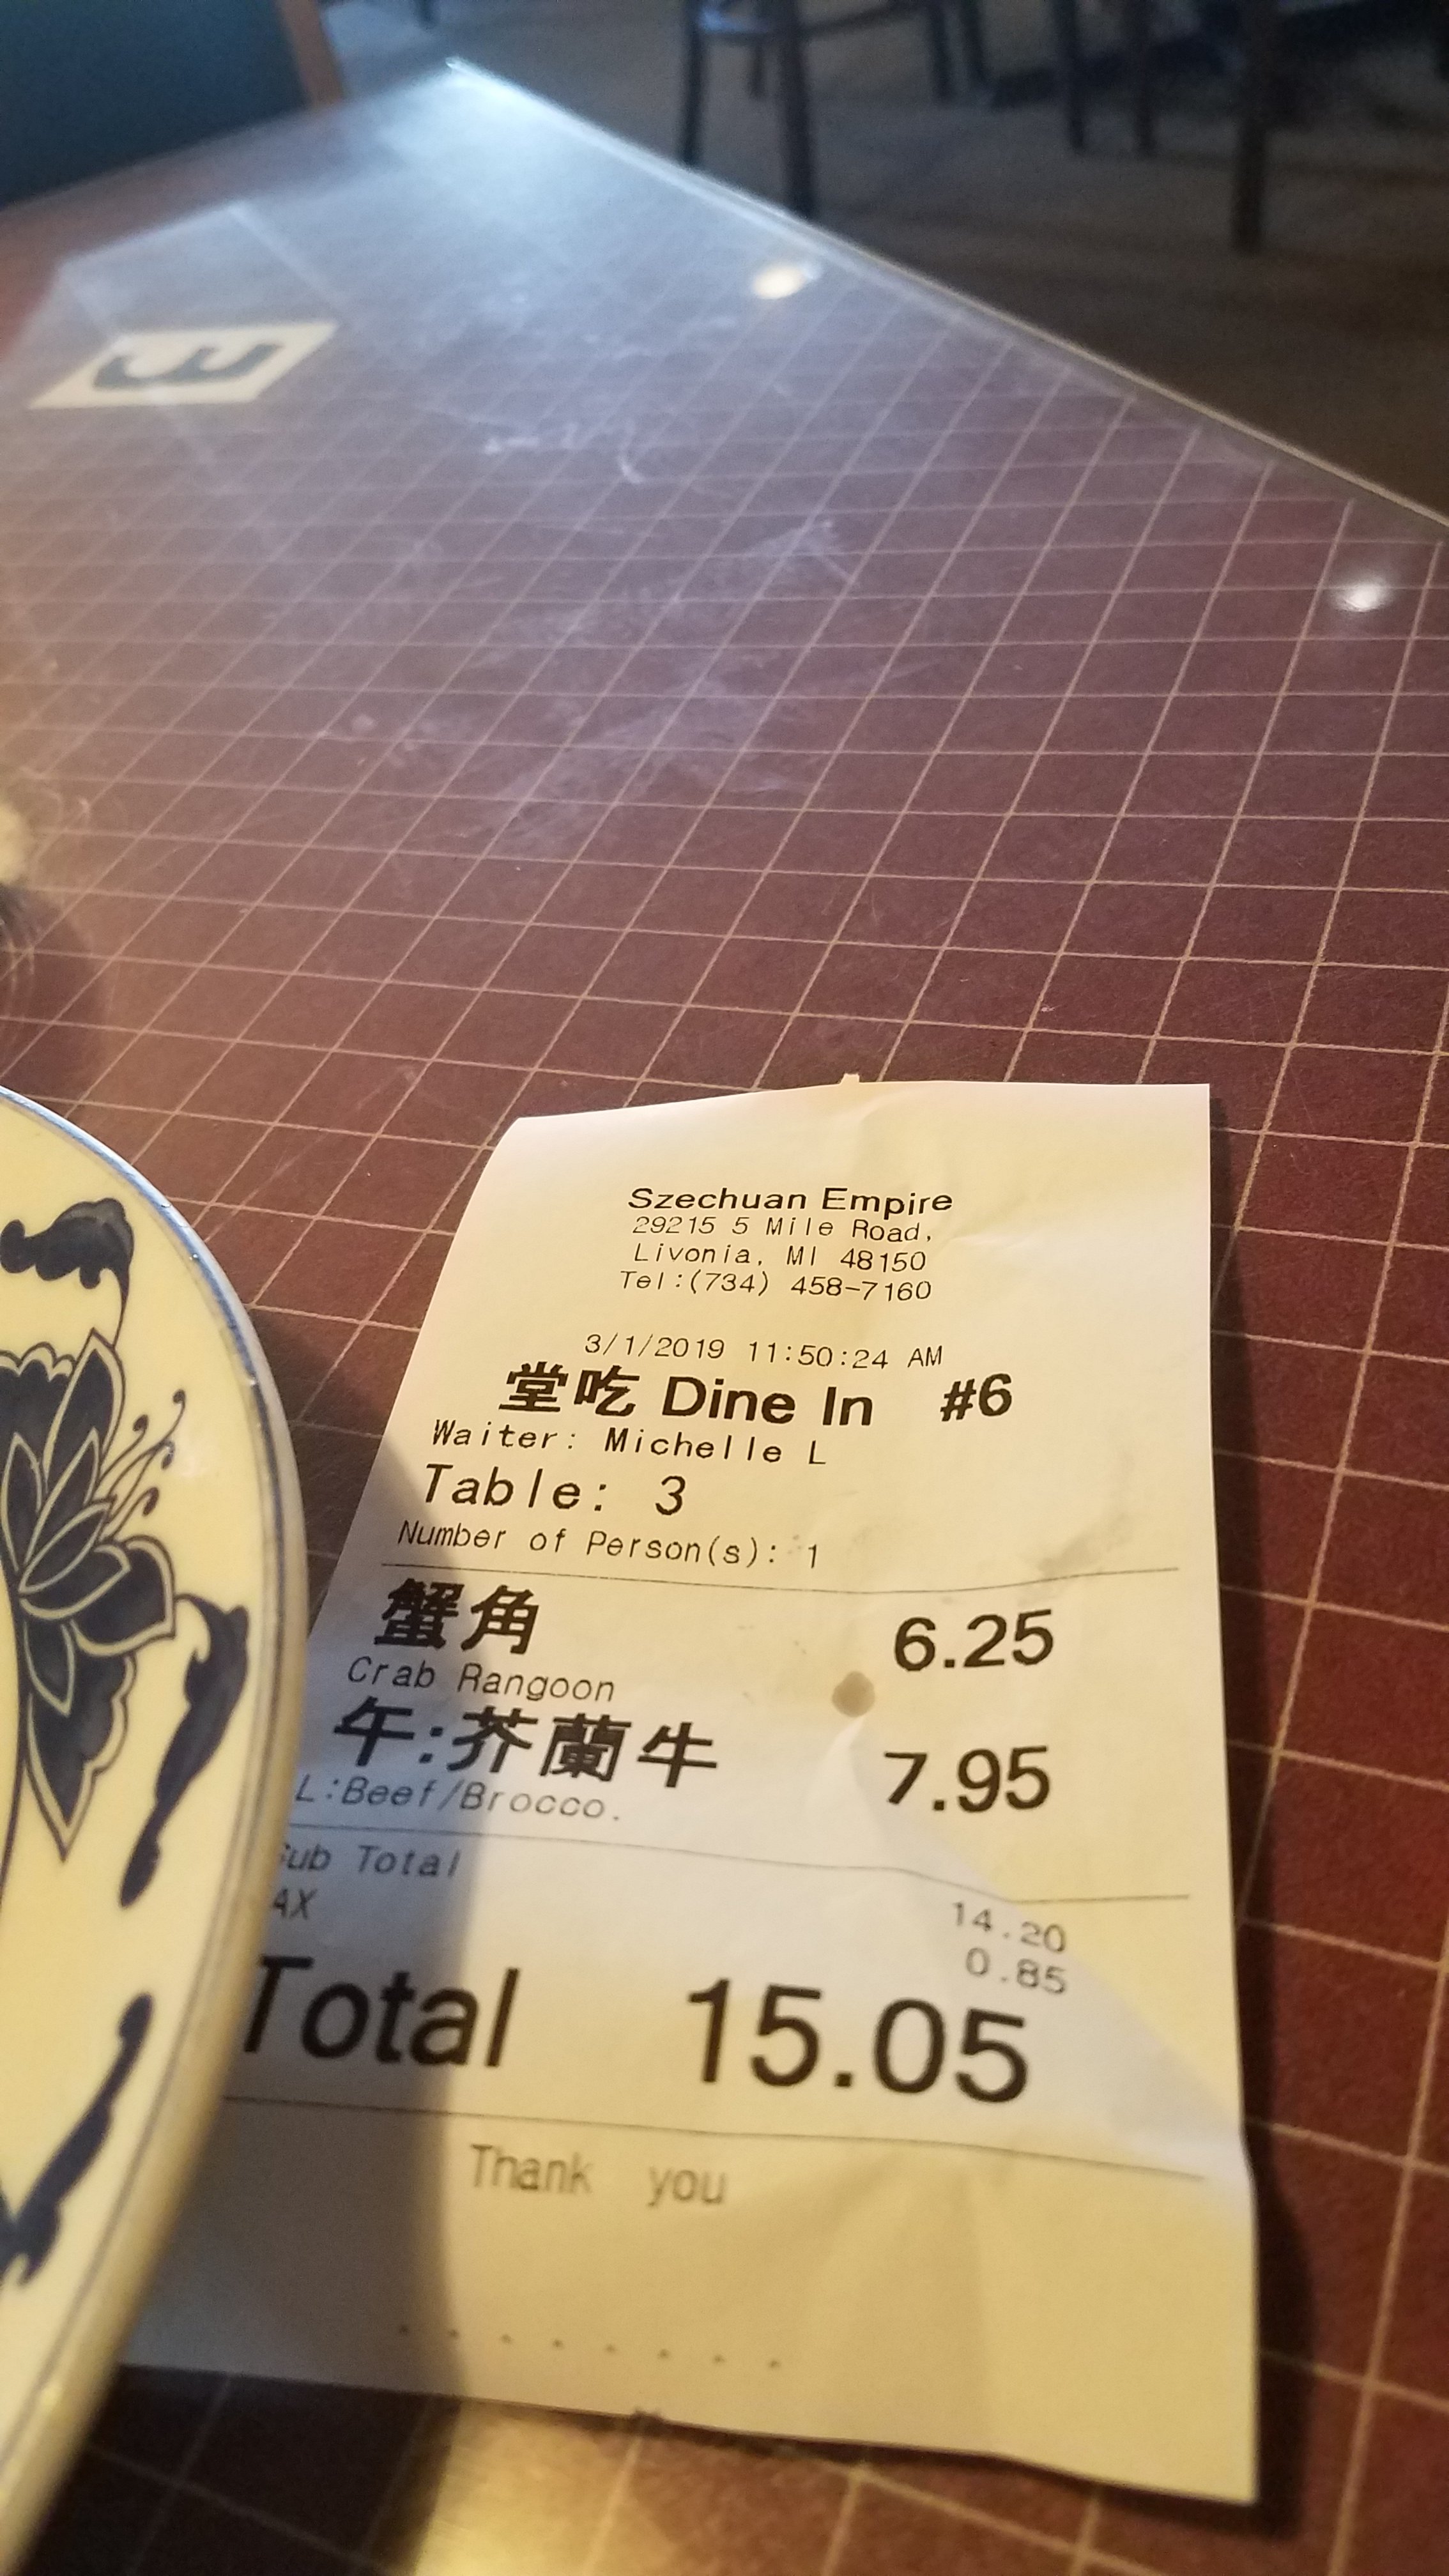 3
Szechuan Empire
29215 5 Mile Road,
Livonia, MI 48150
Tel:(734) 458-7160
3/1/2019 11:50:24 AM
堂吃 Dine In #6
Waiter: Michelle L
Table: 3
Number of Person(s): 1
蟹角 6.25
Crab Rangoon
午:芥蘭牛 7.95
L:Beef/Brocco.
Sub Total 14.20
AX 0.85
Total 15.05
Thank you